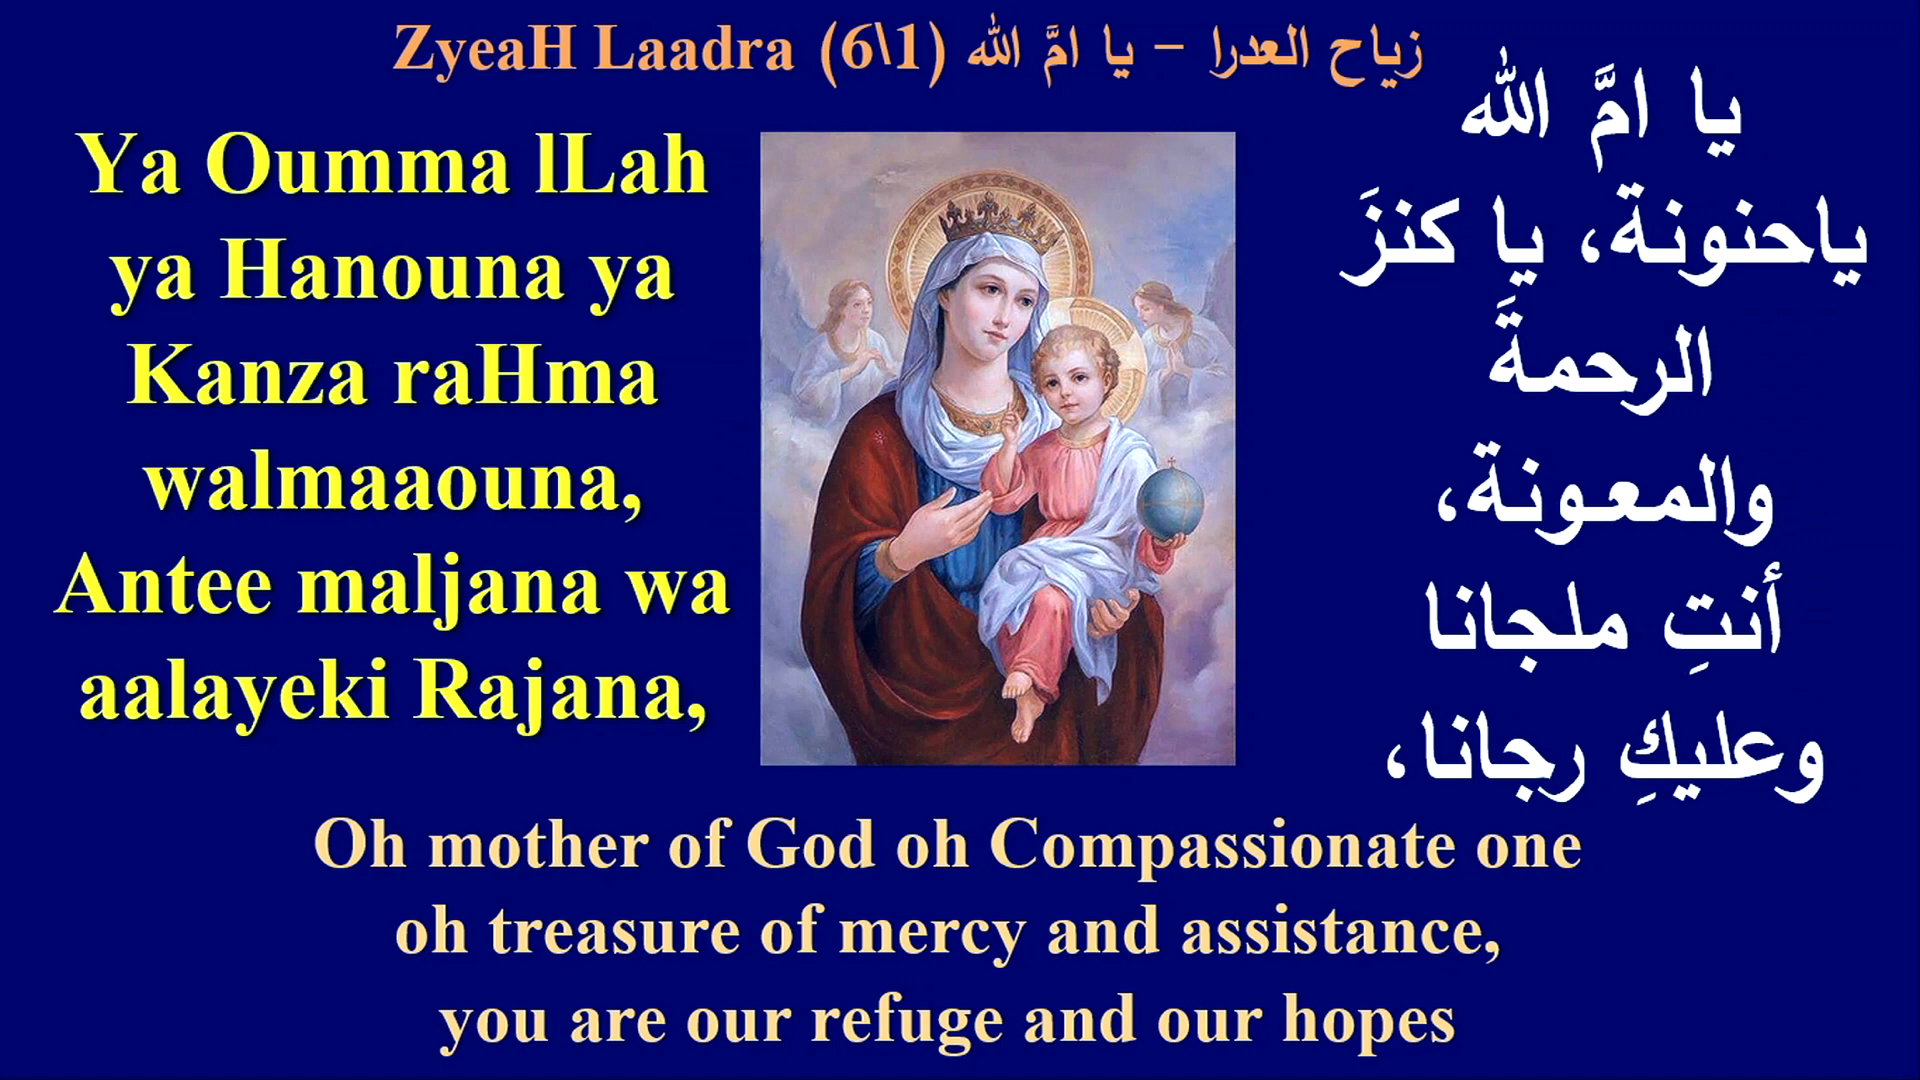 ZyeaH Laadra (6\1) زياح العدرا – يا امَّ الله
Ya Oumma lLah
ya Hanouna ya
Kanza raHma
walmaaouna,
Antee maljana wa
aalayeki Rajana,
يا امَّ الله
ياحنونة، يا كنزَ
الرحمةَ
والمعونة،
أنتِ ملجانا
وعليكِ رجانا،
Oh mother of God oh Compassionate one
oh treasure of mercy and assistance,
you are our refuge and our hopes